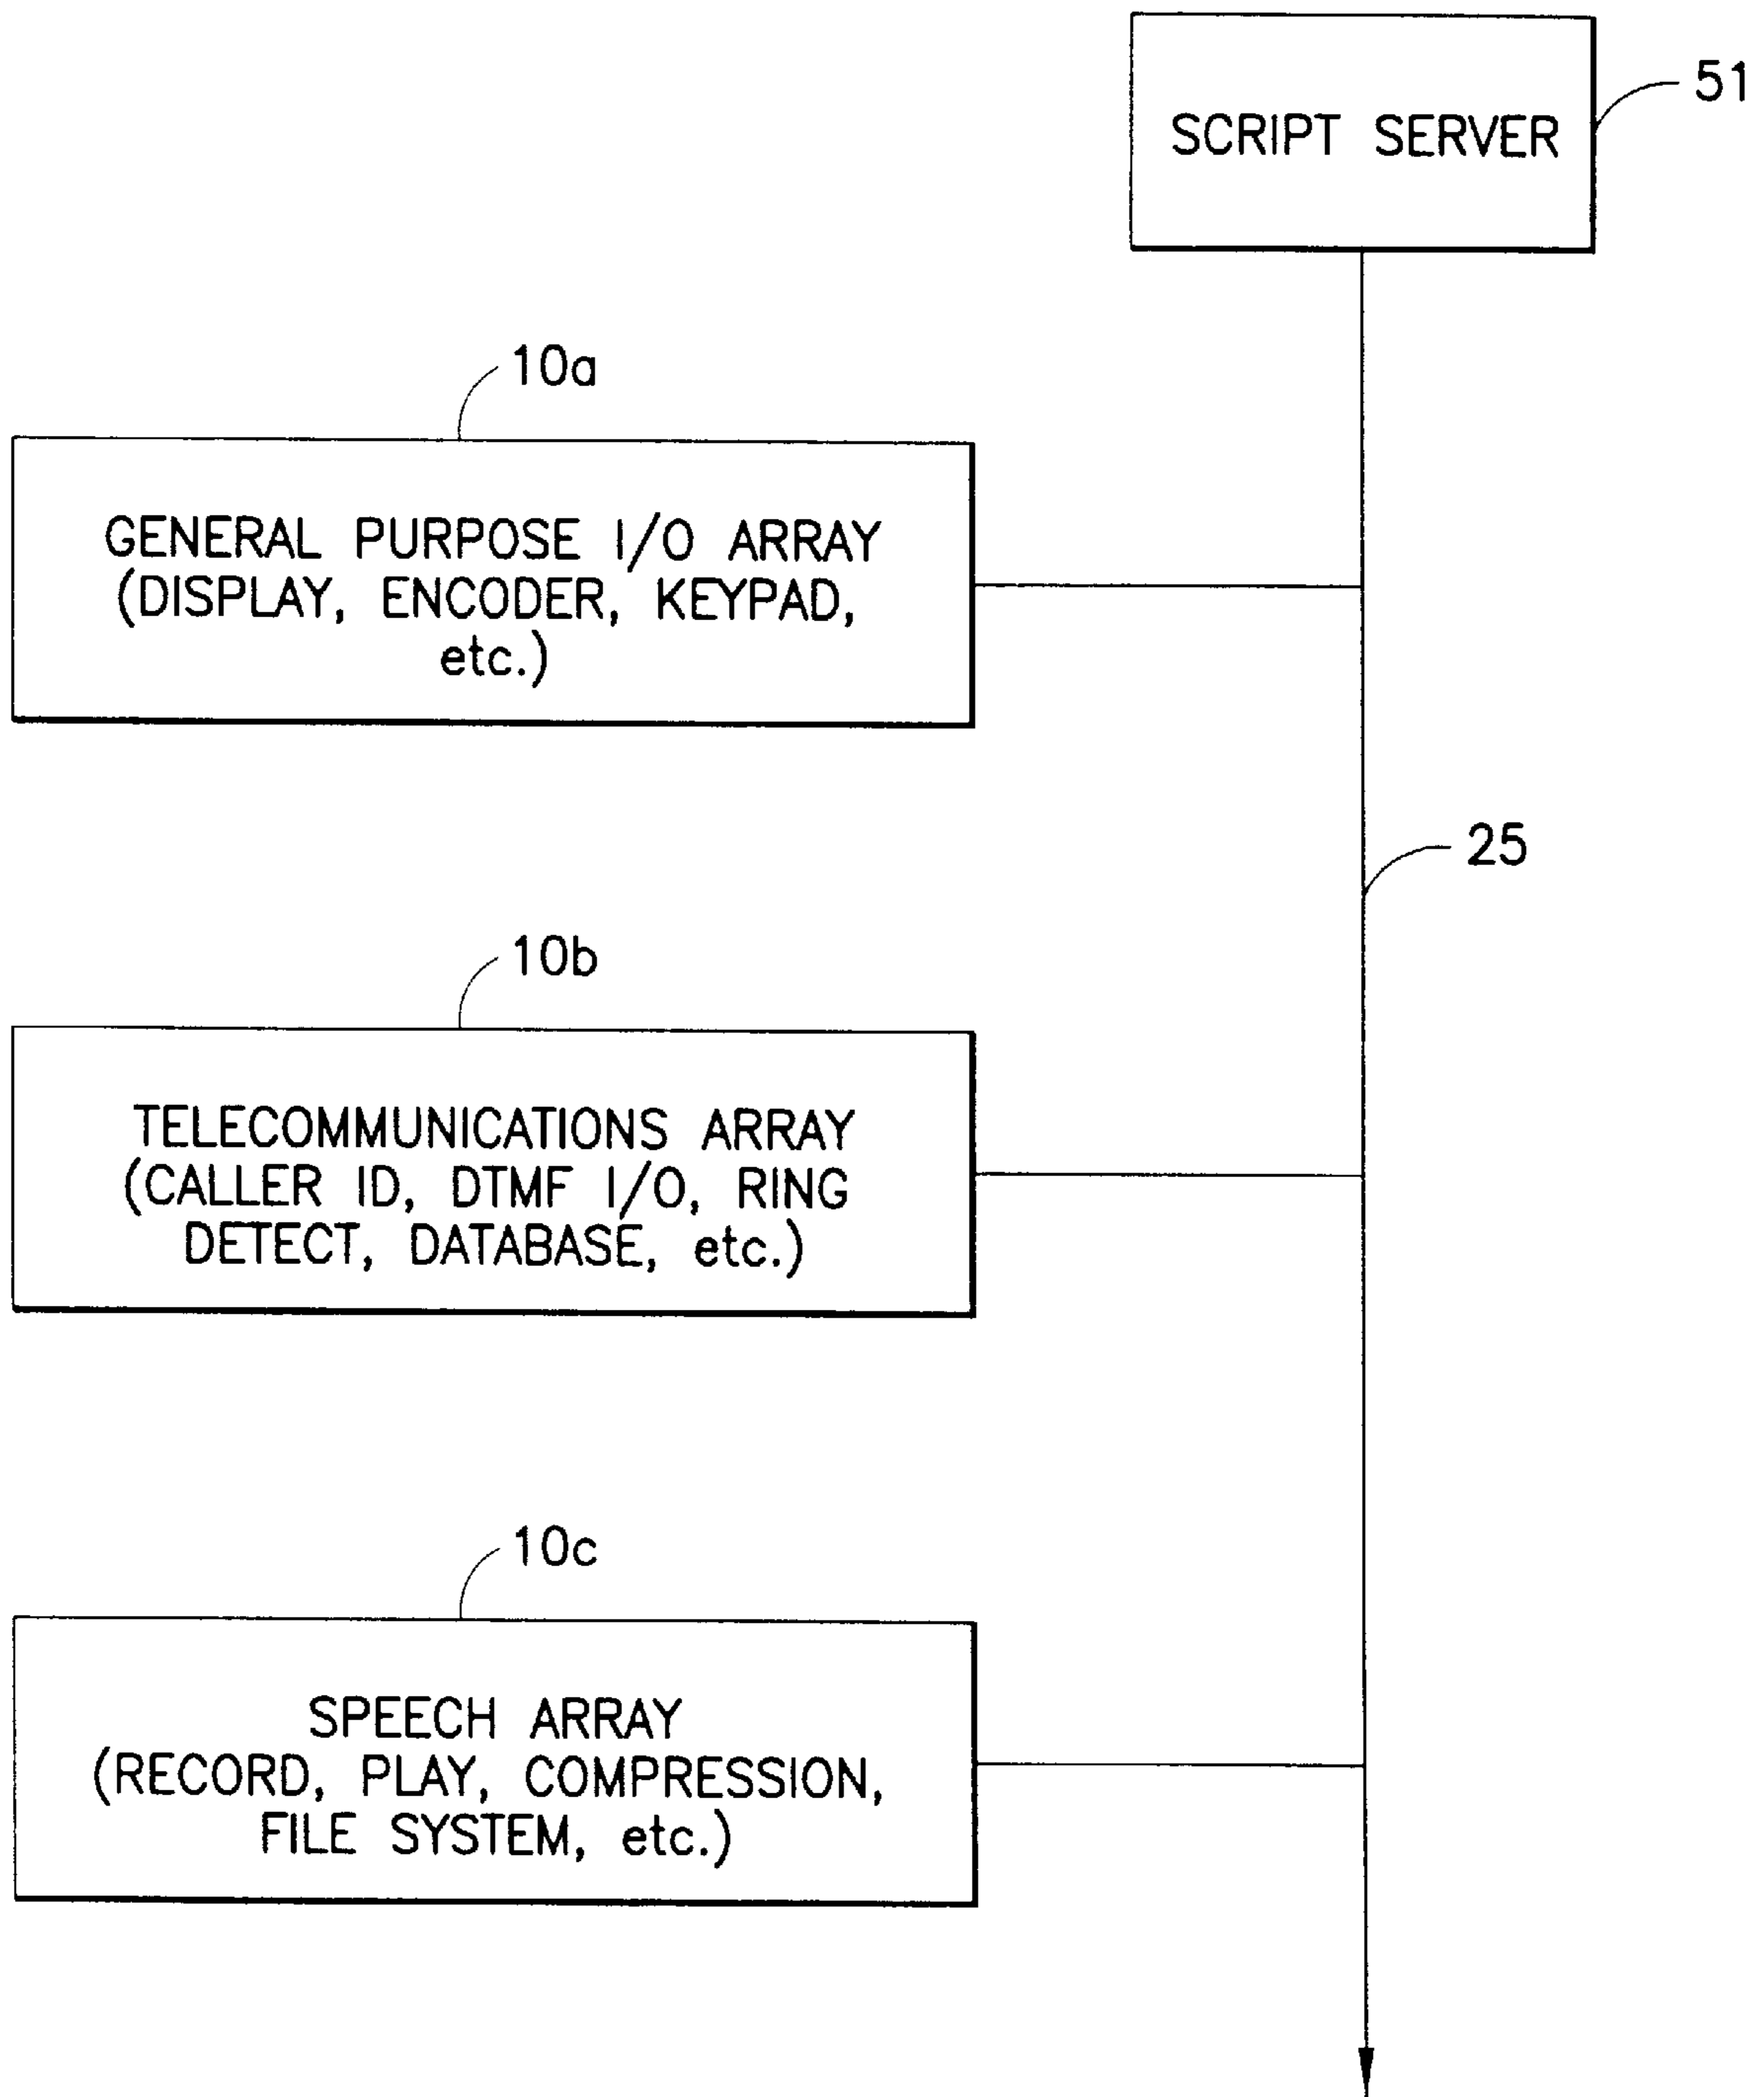 51
SCRIPT SERVER
10a
GENERAL PURPOSE I/O ARRAY
(DISPLAY, ENCODER, KEYPAD,
etc.)
25
10b
TELECOMMUNICATIONS ARRAY
(CALLER ID, DTMF I/O, RING
DETECT, DATABASE, etc.)
10c
SPEECH ARRAY
(RECORD, PLAY, COMPRESSION,
FILE SYSTEM, etc.)